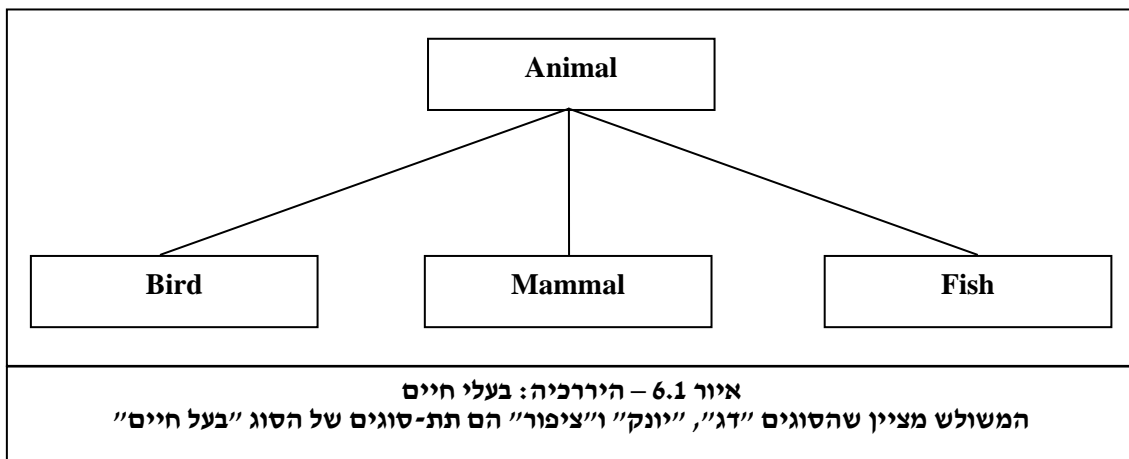 Animal
Bird
Mammal
Fish
איור 6.1 – היררכיה: בעלי חיים
המשולש מציין שהסוגים "דג", "יונק" ו"ציפור" הם תת-סוגים של הסוג "בעל חיים"